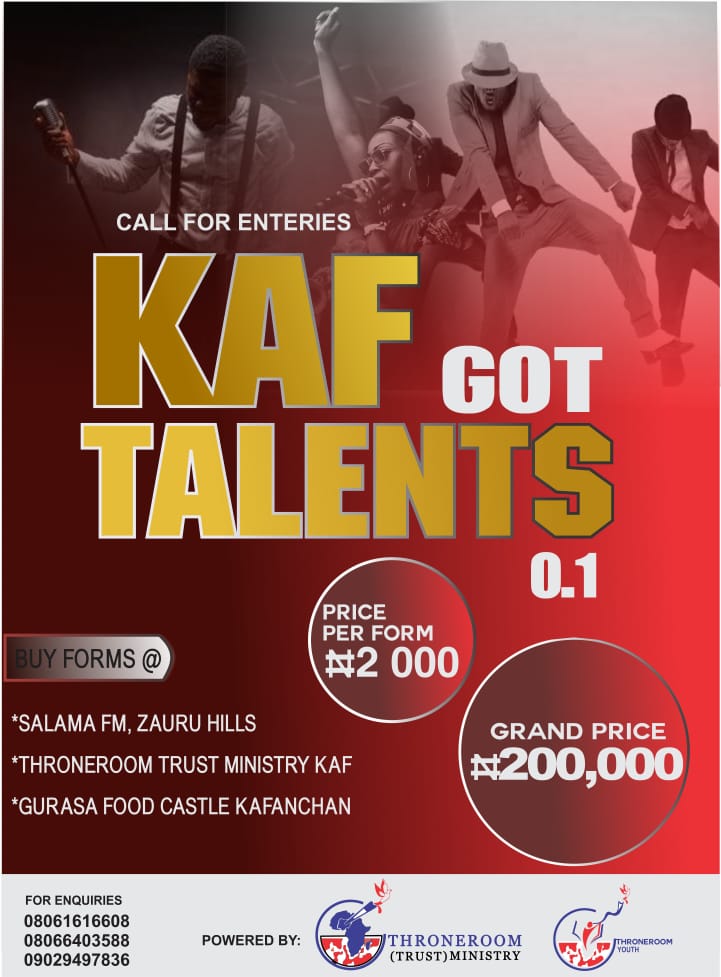 CALL FOR ENTERIES
KAF GOT
TALENTS
0.1
PRICE
PER FORM
₦2 000
BUY FORMS @
GRAND PRICE
₦200,000
*SALAMA FM, ZAURU HILLS
*THRONEROOM TRUST MINISTRY KAF
*GURASA FOOD CASTLE KAFANCHAN
FOR ENQUIRIES
08061616608
08066403588
09029497836
POWERED BY:
THRONEROOM
(TRUST)MINISTRY
THRONEROOM
YOUTH